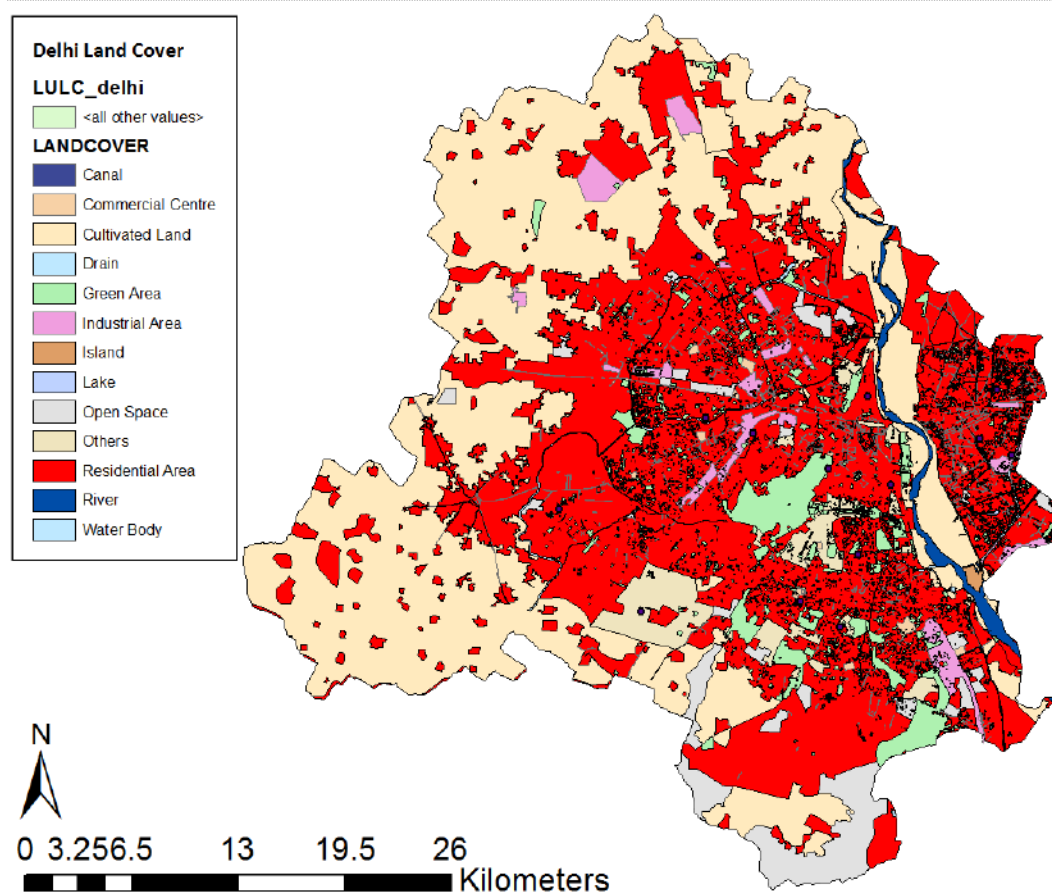 Delhi Land Cover
LULC_delhi
<all other values>
LANDCOVER
Canal
Commercial Centre
Cultivated Land
Drain
Green Area
Industrial Area
Island
Lake
Open Space
Others
Residential Area
River
Water Body
N
0 3.256.5 13 19.5 26
Kilometers